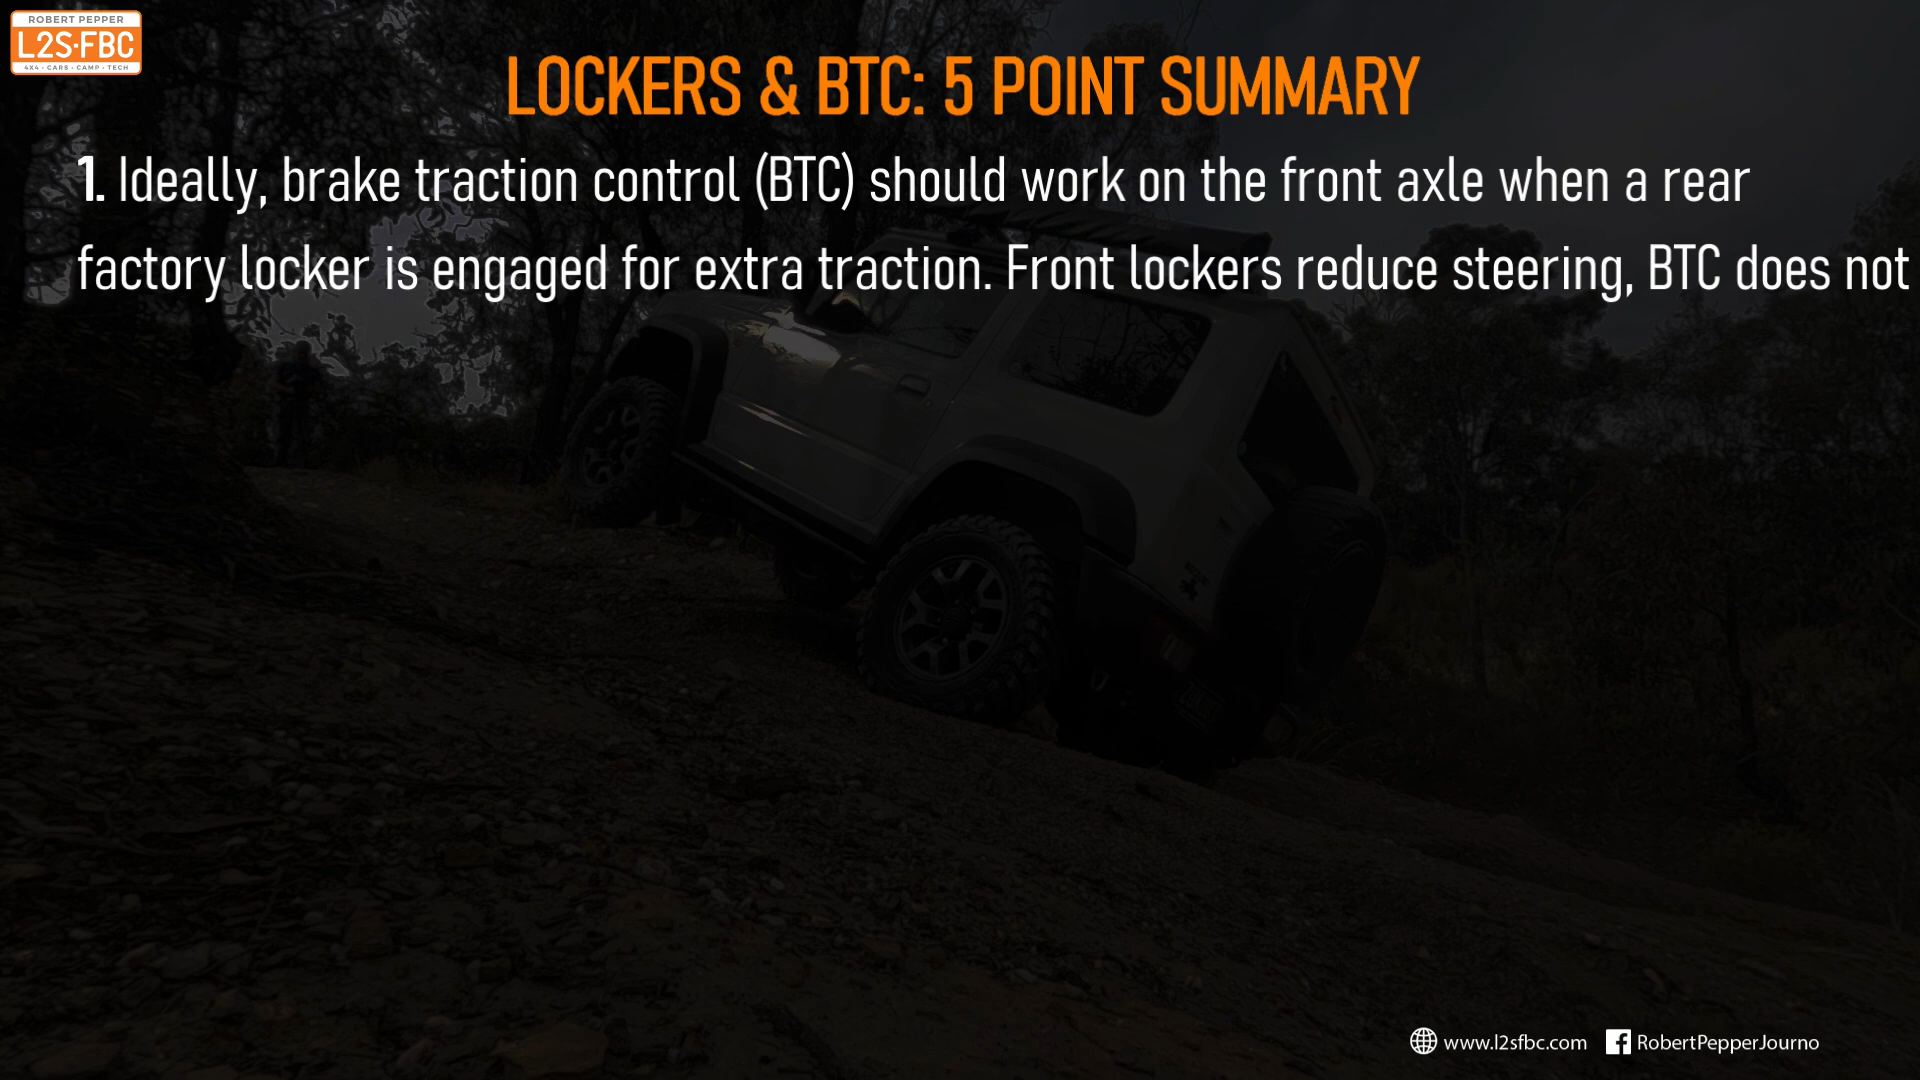 ROBERT PEPPER
L2S·FBC
4X4 · CARS · CAMP · TECH
LOCKERS & BTC: 5 POINT SUMMARY
1. Ideally, brake traction control (BTC) should work on the front axle when a rear
factory locker is engaged for extra traction. Front lockers reduce steering, BTC does not
www.l2sfbc.com RobertPepperJourno